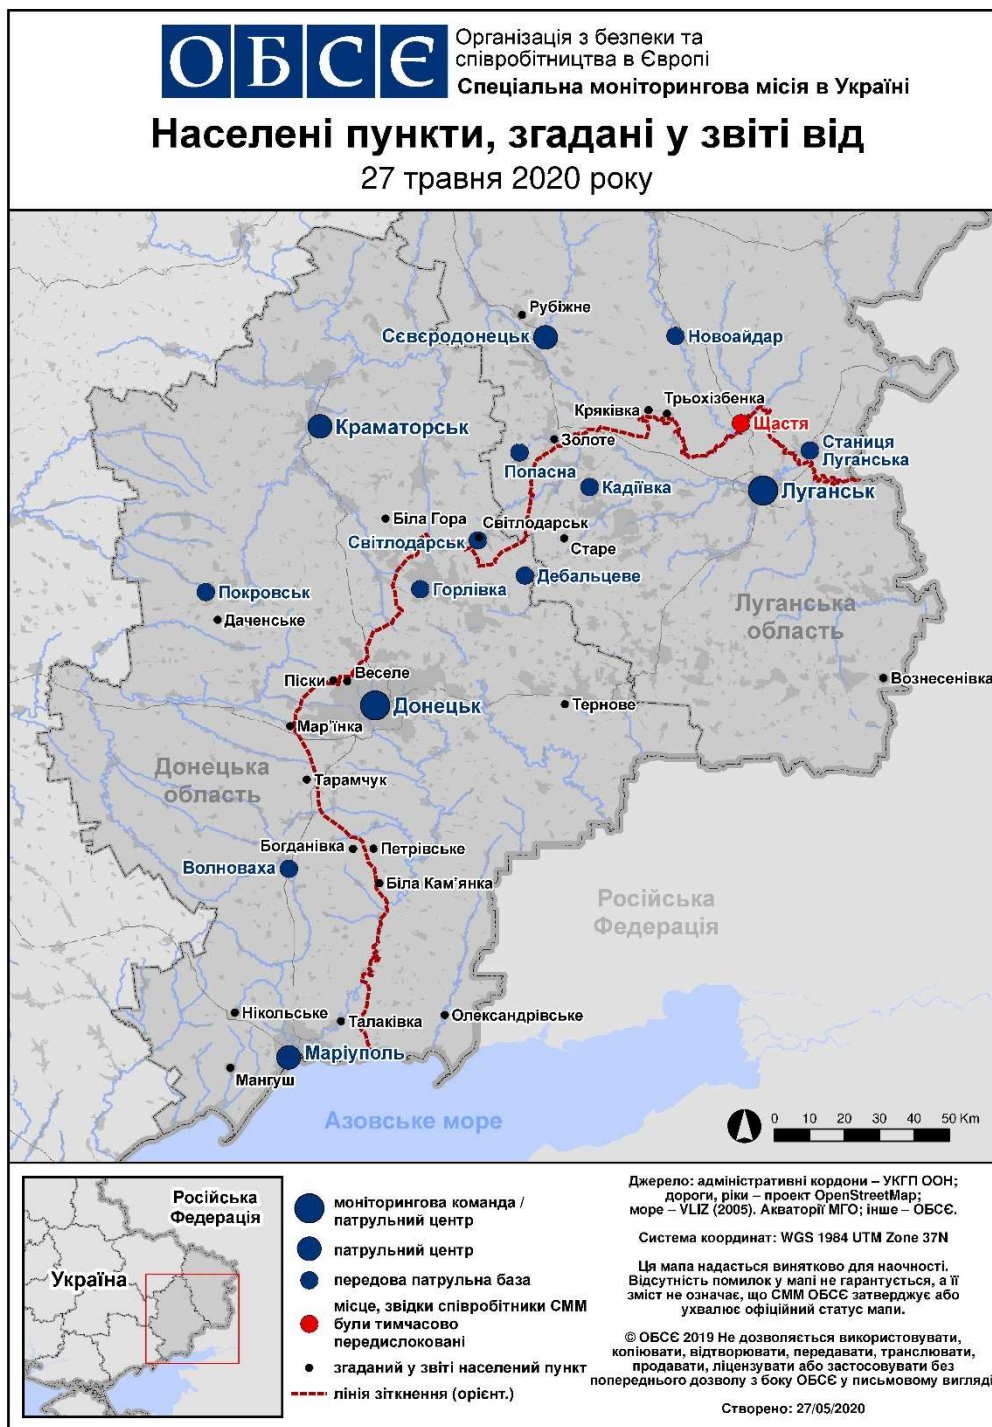 ОБСЄ
Організація з безпеки та
співробітництва в Європі
Спеціальна моніторингова місія в Україні
Населені пункти, згадані у звіті від
27 травня 2020 року
Рубіжне
Сєвєродонецьк
Новоайдар
Кряківка
Трьохізбенка
Щастя
Краматорськ
Золоте
Станиця
Луганська
Попасна
Кадіївка
Луганськ
Біла Гора
Світлодарськ
Світлодарськ
Старе
Дебальцеве
Горлівка
Покровськ
Даченське
Луганська
область
Піски
Веселе
Вознесенівка
Донецьк
Тернове
Мар'їнка
Донецька
область
Тарамчук
Богданівка
Петрівське
Волноваха
Біла Кам'янка
Російська
Федерація
Нікольське
Талаківка
Олександрівське
Маріуполь
Мангуш
Азовське море
0 10 20 30 40 50 Km
Російська
Федерація
Україна
моніторингова команда /
патрульний центр
патрульний центр
передова патрульна база
місце, звідки співробітники СММ
були тимчасово
передислоковані
згаданий у звіті населений пункт
лінія зіткнення (орієнт.)
Джерело: адміністративні кордони – УКГП ООН;
дороги, ріки – проект OpenStreetMap;
море – VLIZ (2005). Акваторії МГО; інше – ОБСЄ.
Система координат: WGS 1984 UTM Zone 37N
Ця мапа надається винятково для наочності.
Відсутність помилок у мапі не гарантується, а її
зміст не означає, що СММ ОБСЄ затверджує або
ухвалює офіційний статус мапи.
© ОБСЄ 2019 Не дозволяється використовувати,
копіювати, відтворювати, передавати, транслювати,
продавати, ліцензувати або застосовувати без
попереднього дозволу з боку ОБСЄ у письмовому вигляді
Створено: 27/05/2020